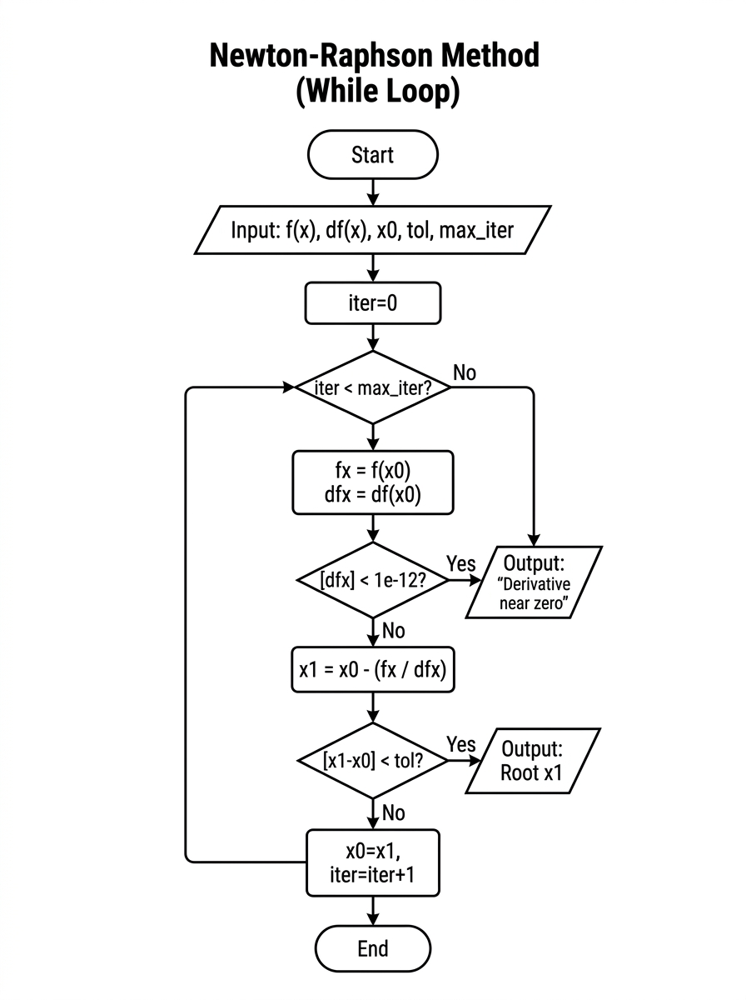 Newton-Raphson Method
(While Loop)
Start
Input: f(x), df(x), x0, tol, max_iter
iter=0
iter < max_iter?
No
fx = f(x0)
dfx = df(x0)
[dfx] < 1e-12?
Yes
Output:
“Derivative
near zero”
No
x1 = x0 - (fx / dfx)
[x1-x0] < tol?
Yes
Output:
Root x1
No
x0=x1,
iter=iter+1
End